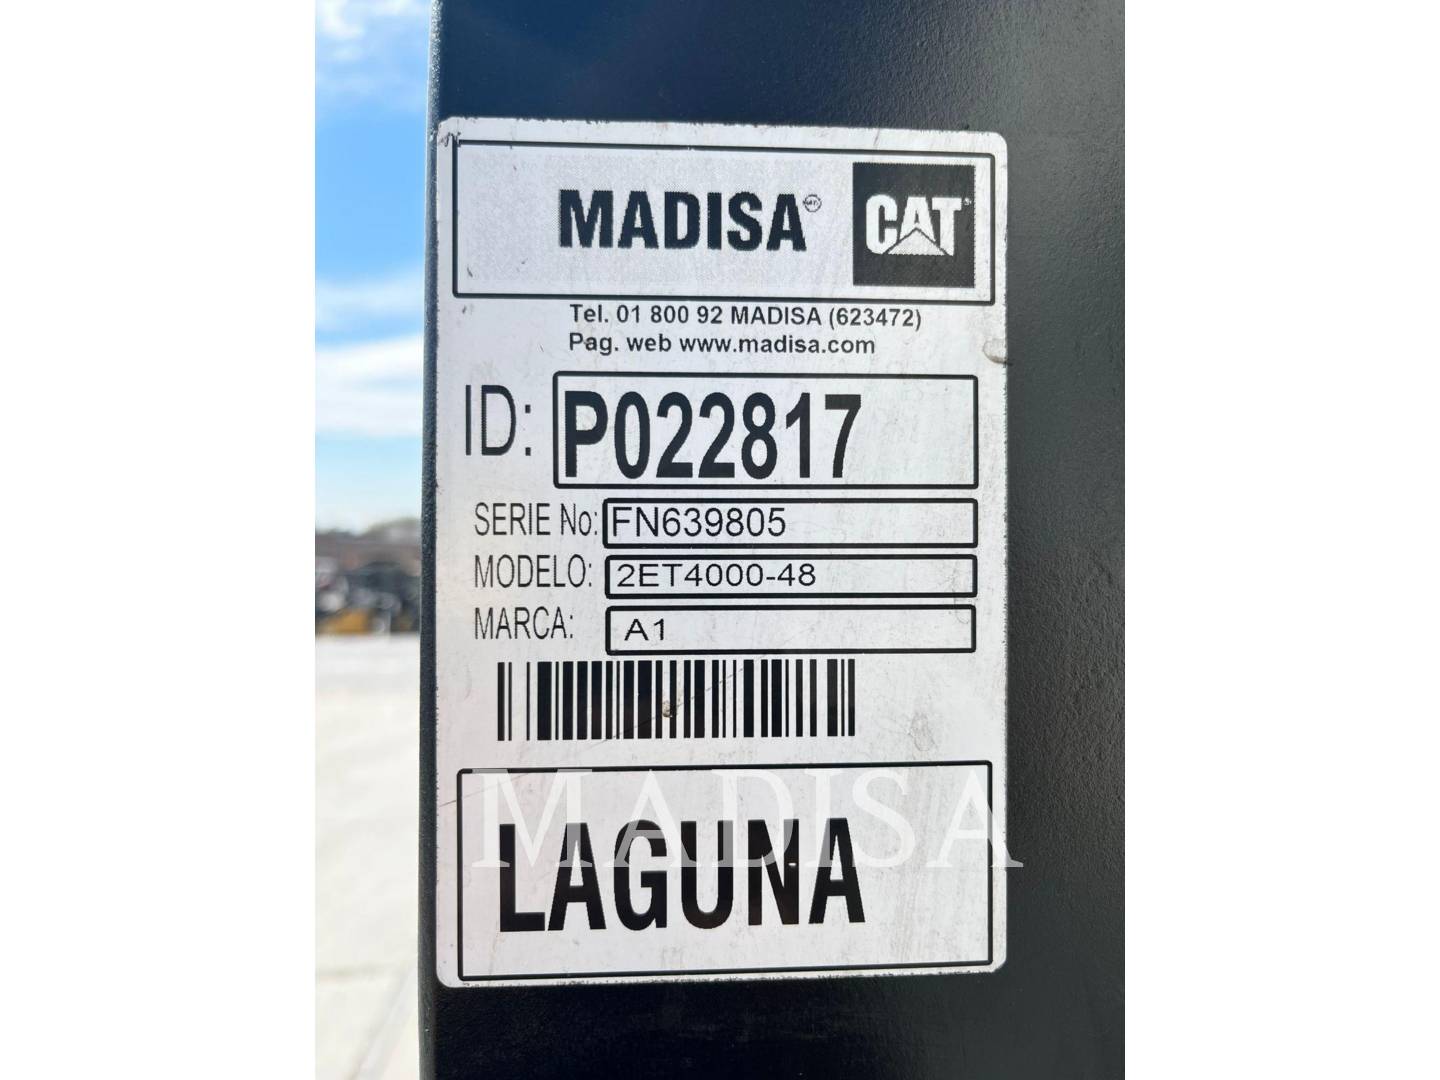 MADISA
CAT
Tel. 01 800 92 MADISA (623472)
Pag. web www.madisa.com
ID: P022817
SERIE No: FN639805
MODELO: 2ET4000-48
MARCA: A1
MADISA
LAGUNA